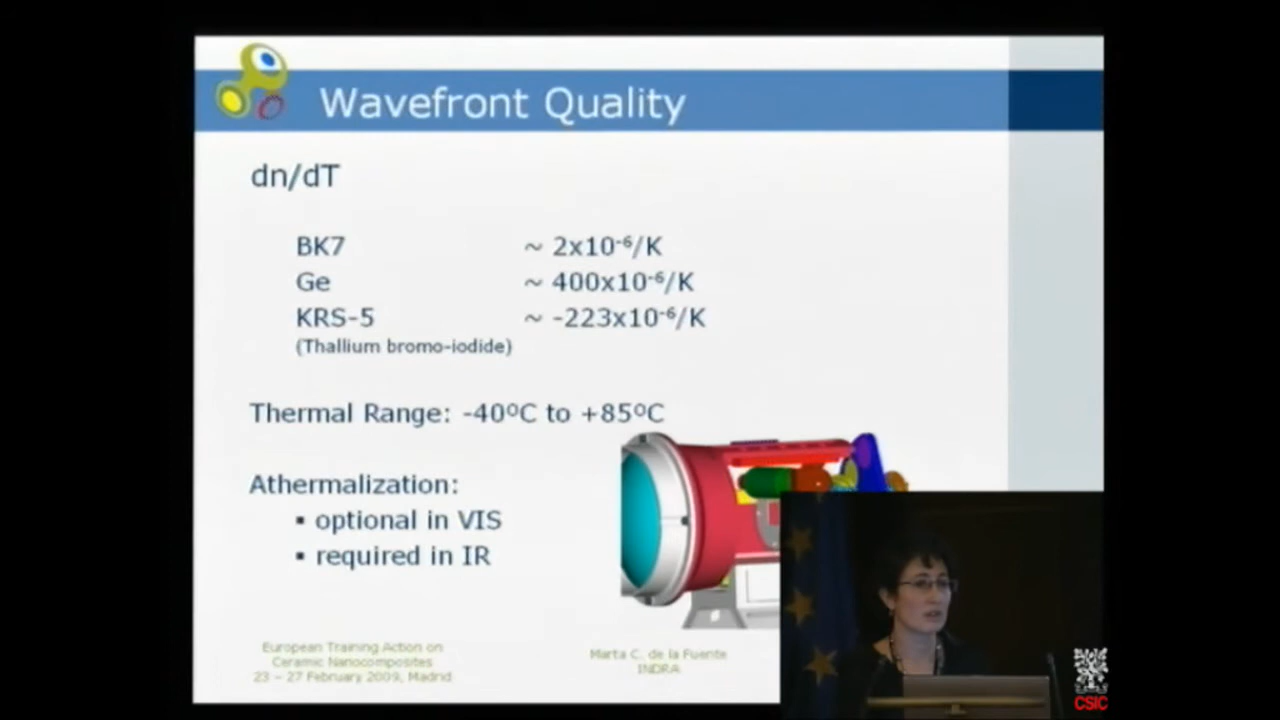 Wavefront Quality
dn/dT
BK7 ~ 2x10⁻⁶/K
Ge ~ 400x10⁻⁶/K
KRS-5 ~ -223x10⁻⁶/K
(Thallium bromo-iodide)
Thermal Range: -40ºC to +85ºC
Athermalization:
▪ optional in VIS
▪ required in IR
European Training Action on
Ceramic Nanocomposites
23 – 27 February 2009, Madrid
Marta C. de la Fuente
INDRA
CSIC